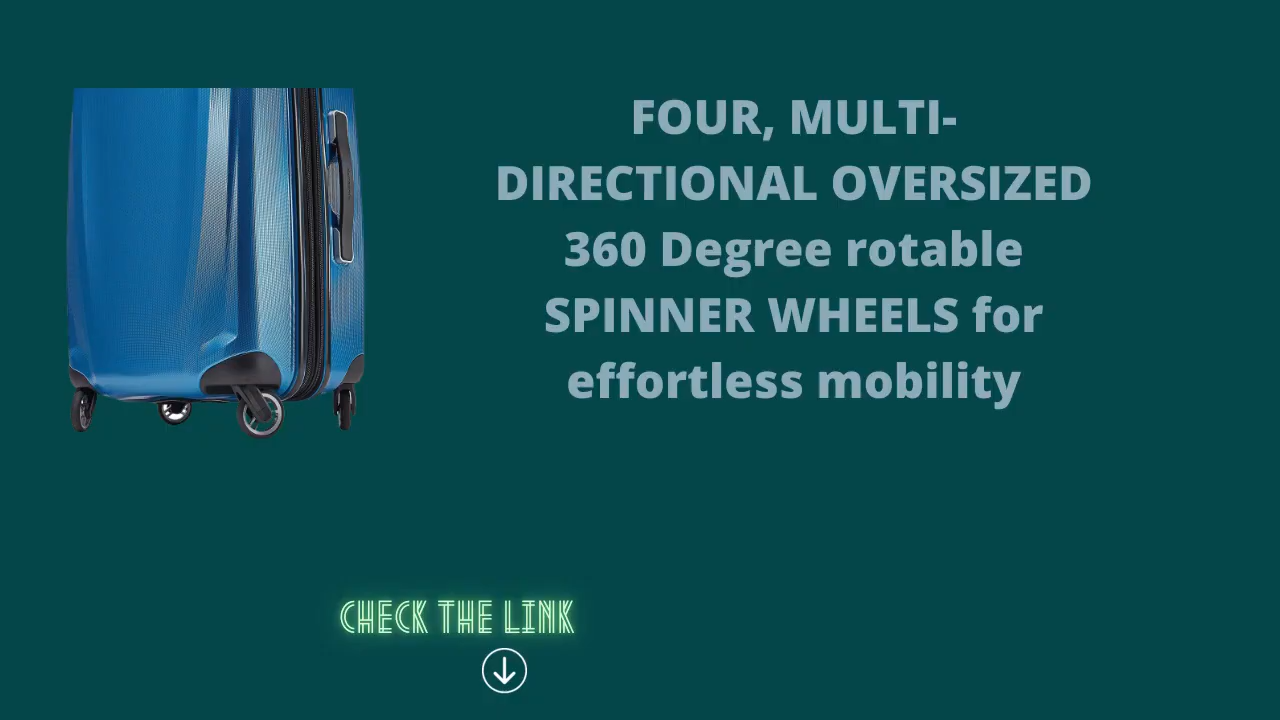 FOUR, MULTI-
DIRECTIONAL OVERSIZED
360 Degree rotable
SPINNER WHEELS for
effortless mobility
CHECK THE LINK